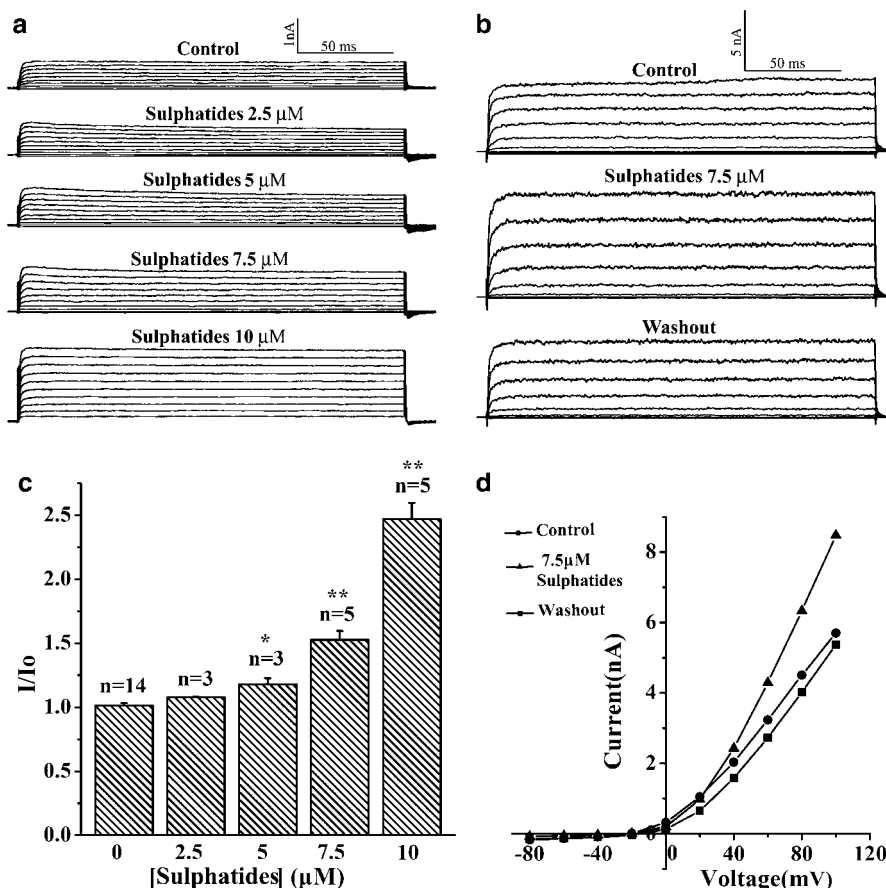 a
1nA
50 ms
Control
Sulphatides 2.5 µM
Sulphatides 5 µM
Sulphatides 7.5 µM
Sulphatides 10 µM
b
5 nA
50 ms
Control
Sulphatides 7.5 µM
Washout
c
**
n=5
**
n=5
*
n=3
n=3
n=14
2.5
2.0
1.5
1.0
0.5
0.0
I/Io
0 2.5 5 7.5 10
[Sulphatides] (µM)
d
Control
7.5µM
Sulphatides
Washout
8
6
4
2
0
Current(nA)
-80 -40 0 40 80 120
Voltage(mV)